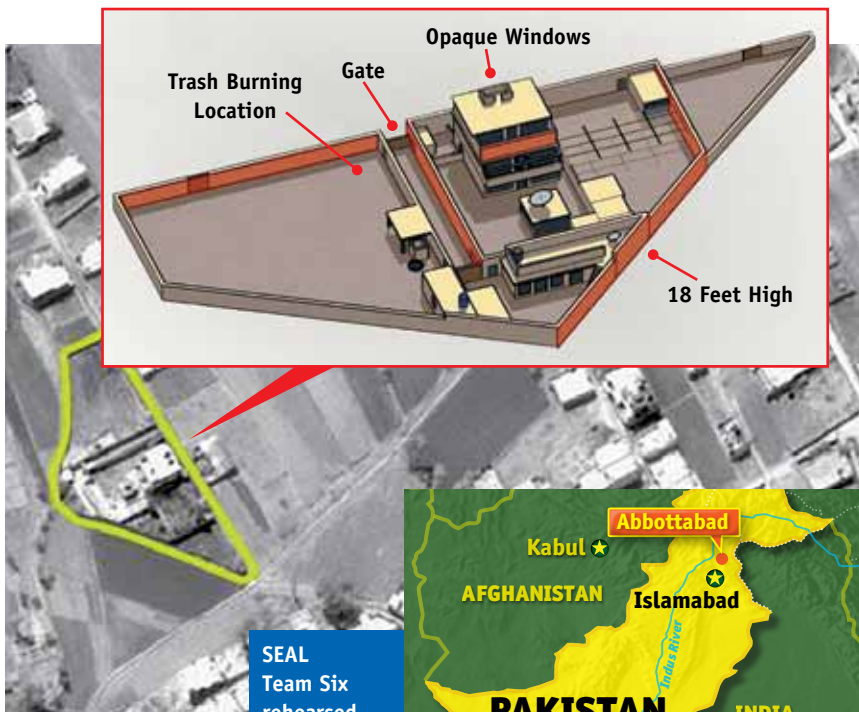 Opaque Windows
Gate
Trash Burning
Location
18 Feet High
Abbottabad
Kabul
AFGHANISTAN
Islamabad
Indus River
SEAL
Team Six
rehearsed
PAKISTAN
INDIA